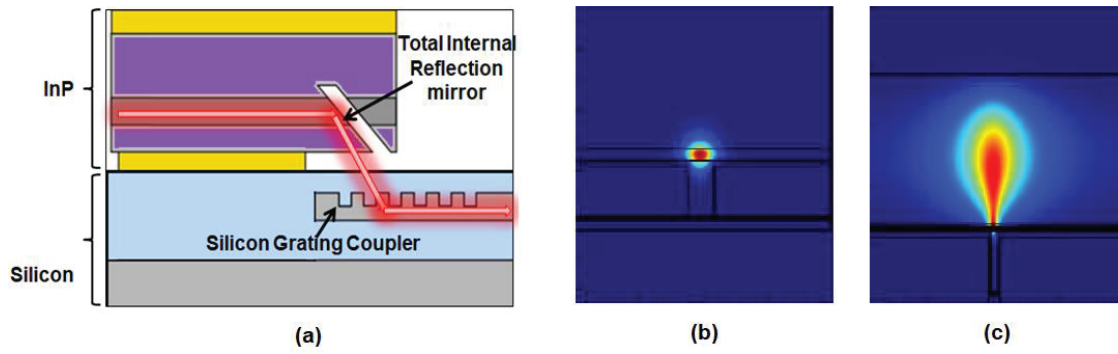 Total Internal
Reflection
mirror
InP
Silicon Grating Coupler
Silicon
(a)
(b)
(c)